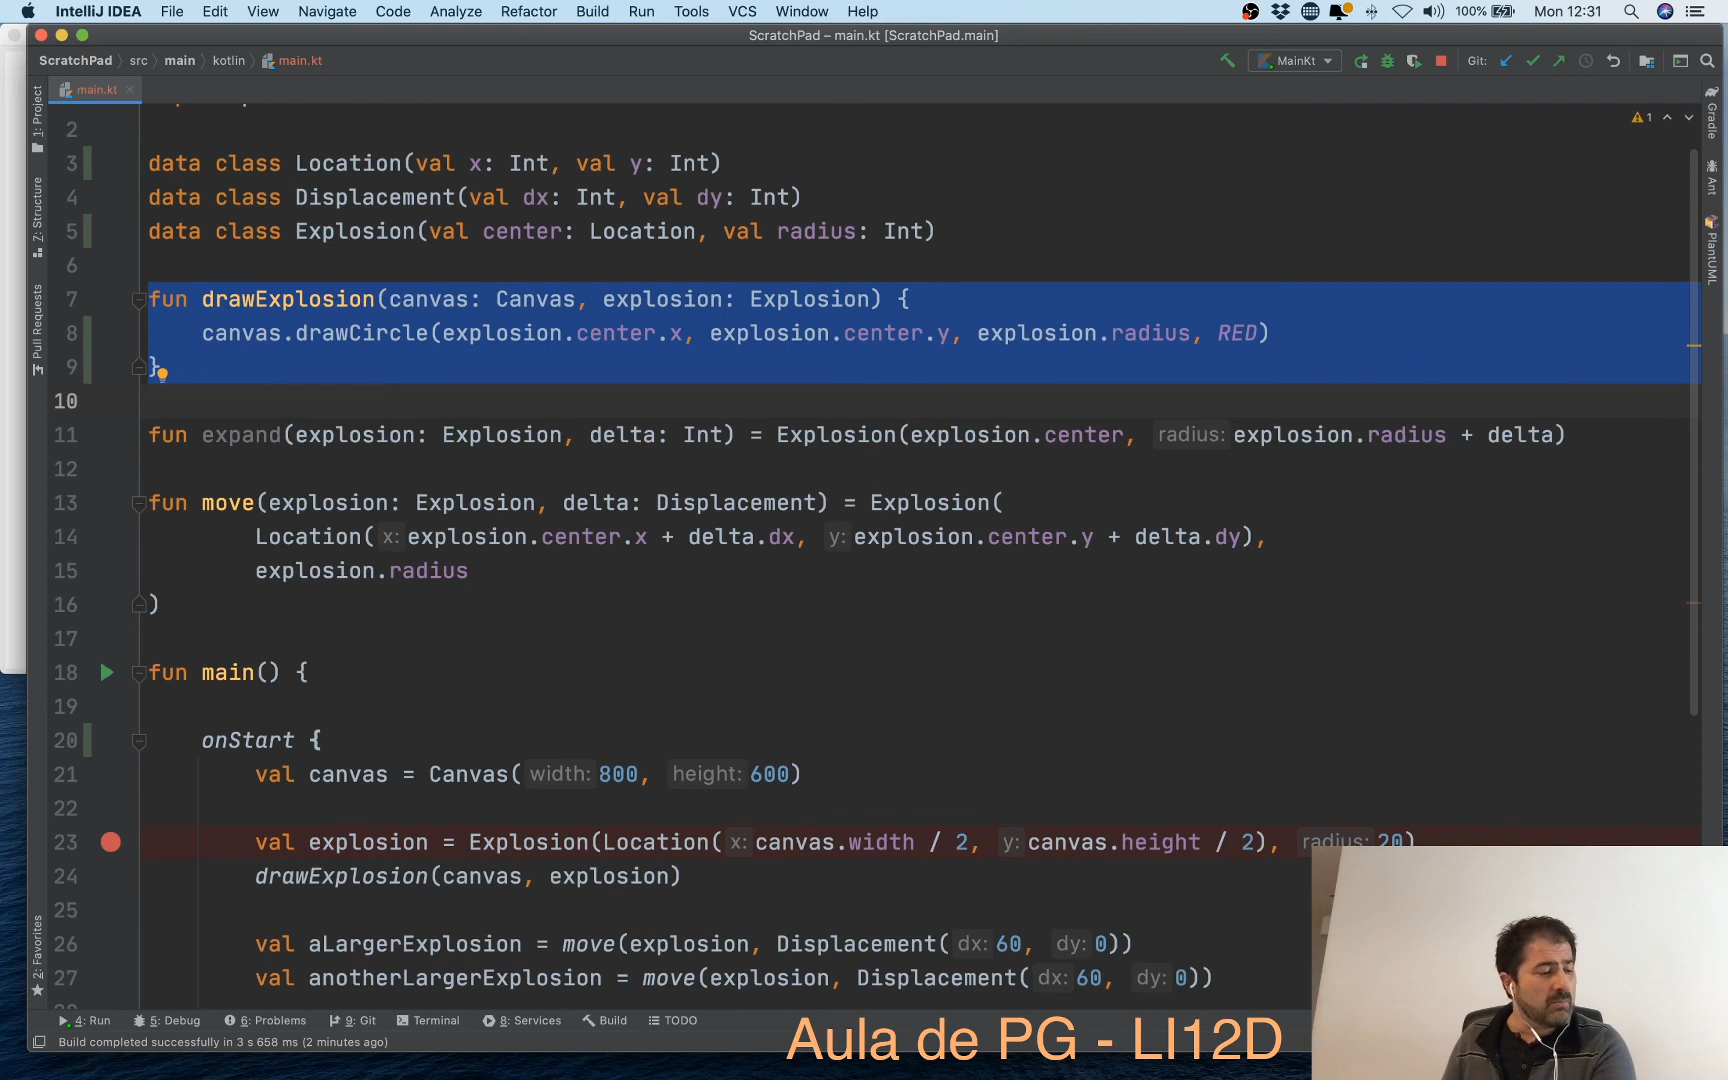 IntelliJ IDEA File Edit View Navigate Code Analyze Refactor Build Run Tools VCS Window Help 100% Mon 12:31
ScratchPad – main.kt [ScratchPad.main]
ScratchPad src main kotlin main.kt MainKt Git:
main.kt
1
2
3 data class Location(val x: Int, val y: Int)
4 data class Displacement(val dx: Int, val dy: Int)
5 data class Explosion(val center: Location, val radius: Int)
6
7 fun drawExplosion(canvas: Canvas, explosion: Explosion) {
8 canvas.drawCircle(explosion.center.x, explosion.center.y, explosion.radius, RED)
9 }
10
11 fun expand(explosion: Explosion, delta: Int) = Explosion(explosion.center, radius: explosion.radius + delta)
12
13 fun move(explosion: Explosion, delta: Displacement) = Explosion(
14 Location( x: explosion.center.x + delta.dx, y: explosion.center.y + delta.dy),
15 explosion.radius
16 )
17
18 fun main() {
19
20 onStart {
21 val canvas = Canvas( width: 800, height: 600)
22
23 val explosion = Explosion(Location( x: canvas.width / 2, y: canvas.height / 2), radius: 20)
24 drawExplosion(canvas, explosion)
25
26 val aLargerExplosion = move(explosion, Displacement( dx: 60, dy: 0))
27 val anotherLargerExplosion = move(explosion, Displacement( dx: 60, dy: 0))
1: Project
7: Structure
Pull Requests
2: Favorites
Gradle
Ant
PlantUML
4: Run 5: Debug 6: Problems 9: Git Terminal 8: Services Build TODO
Build completed successfully in 3 s 658 ms (2 minutes ago)
Aula de PG - LI12D